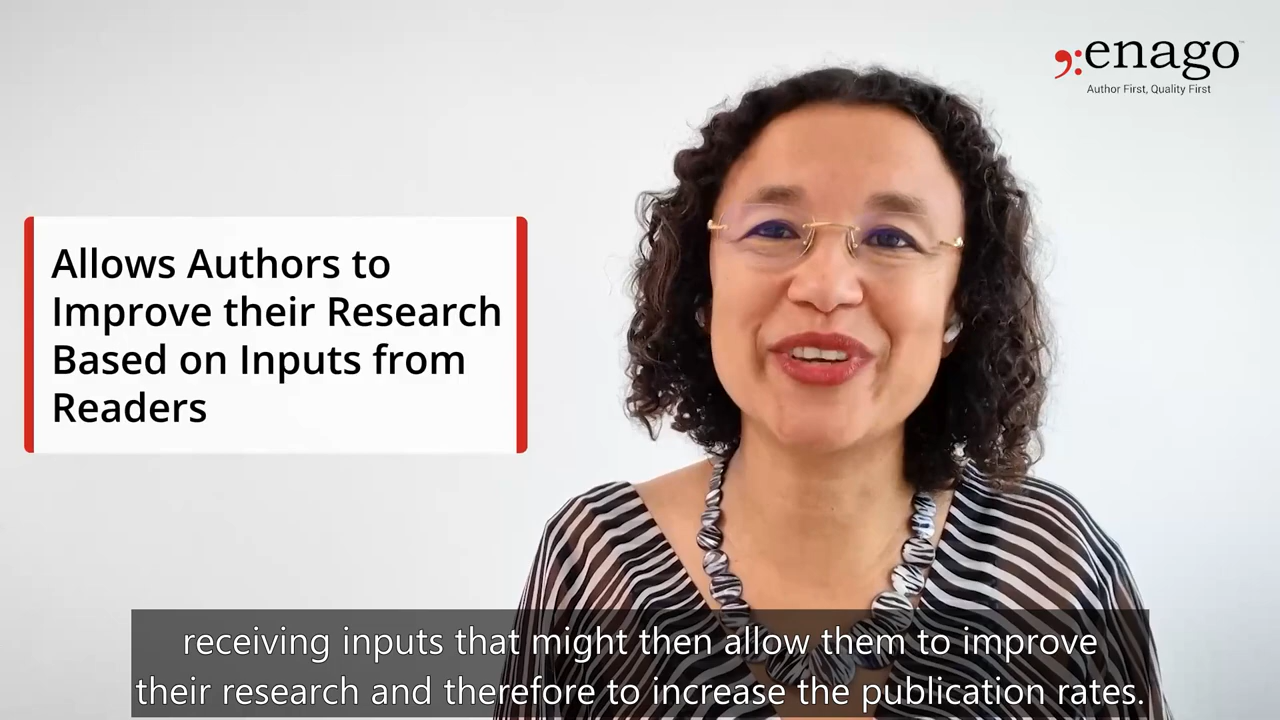 enago
Author First, Quality First
Allows Authors to
Improve their Research
Based on Inputs from
Readers
receiving inputs that might then allow them to improve
their research and therefore to increase the publication rates.